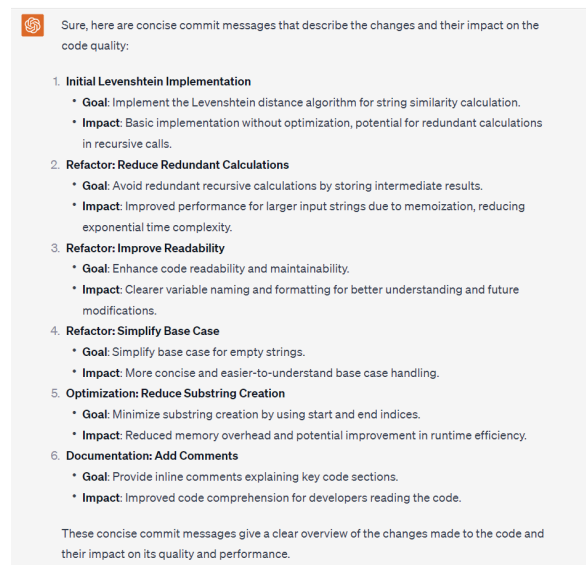 Sure, here are concise commit messages that describe the changes and their impact on the
code quality:
1. Initial Levenshtein Implementation
• Goal: Implement the Levenshtein distance algorithm for string similarity calculation.
• Impact: Basic implementation without optimization, potential for redundant calculations
in recursive calls.
2. Refactor: Reduce Redundant Calculations
• Goal: Avoid redundant recursive calculations by storing intermediate results.
• Impact: Improved performance for larger input strings due to memoization, reducing
exponential time complexity.
3. Refactor: Improve Readability
• Goal: Enhance code readability and maintainability.
• Impact: Clearer variable naming and formatting for better understanding and future
modifications.
4. Refactor: Simplify Base Case
• Goal: Simplify base case for empty strings.
• Impact: More concise and easier-to-understand base case handling.
5. Optimization: Reduce Substring Creation
• Goal: Minimize substring creation by using start and end indices.
• Impact: Reduced memory overhead and potential improvement in runtime efficiency.
6. Documentation: Add Comments
• Goal: Provide inline comments explaining key code sections.
• Impact: Improved code comprehension for developers reading the code.
These concise commit messages give a clear overview of the changes made to the code and
their impact on its quality and performance.